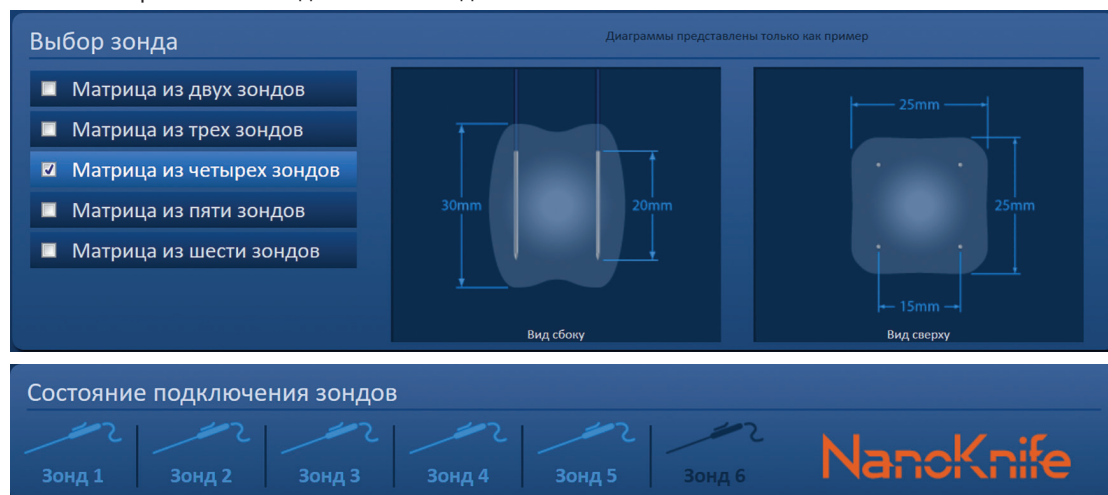 Выбор зонда
Диаграммы представлены только как пример
Матрица из двух зондов
Матрица из трех зондов
Матрица из четырех зондов
Матрица из пяти зондов
Матрица из шести зондов
30mm
20mm
Вид сбоку
25mm
25mm
15mm
Вид сверху
Состояние подключения зондов
Зонд 1
Зонд 2
Зонд 3
Зонд 4
Зонд 5
Зонд 6
NanoKnife